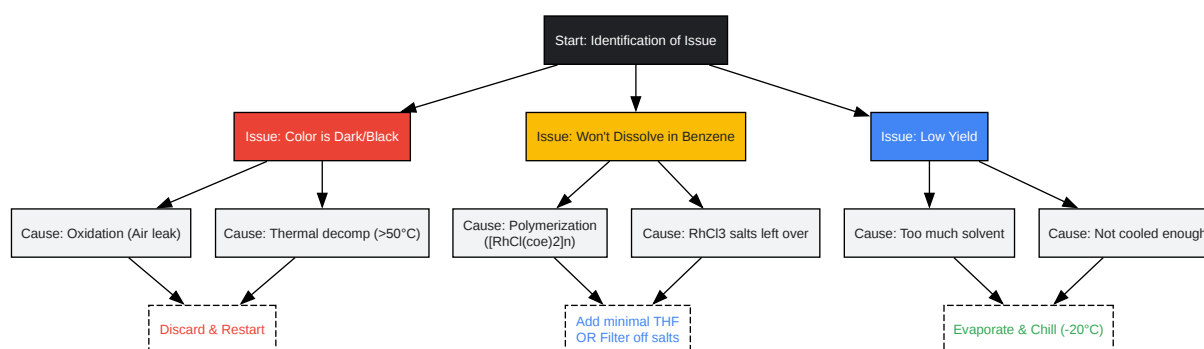 Start: Identification of Issue
Issue: Color is Dark/Black
Issue: Won't Dissolve in Benzene
Issue: Low Yield
Cause: Oxidation (Air leak)
Cause: Thermal decomp (>50°C)
Cause: Polymerization
([RhCl(coe)2]n)
Cause: RhCl3 salts left over
Cause: Too much solvent
Cause: Not cooled enough
Discard & Restart
Add minimal THF
OR Filter off salts
Evaporate & Chill (-20°C)